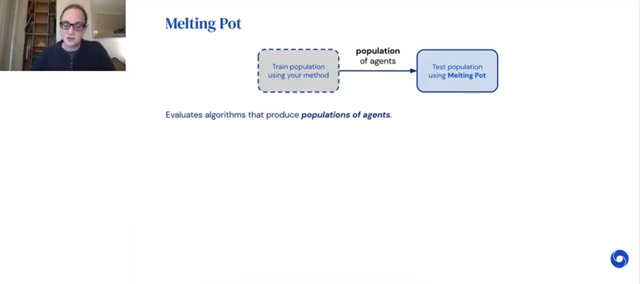 Melting Pot
population
of agents
Train population
using your method
Test population
using Melting Pot
Evaluates algorithms that produce populations of agents.